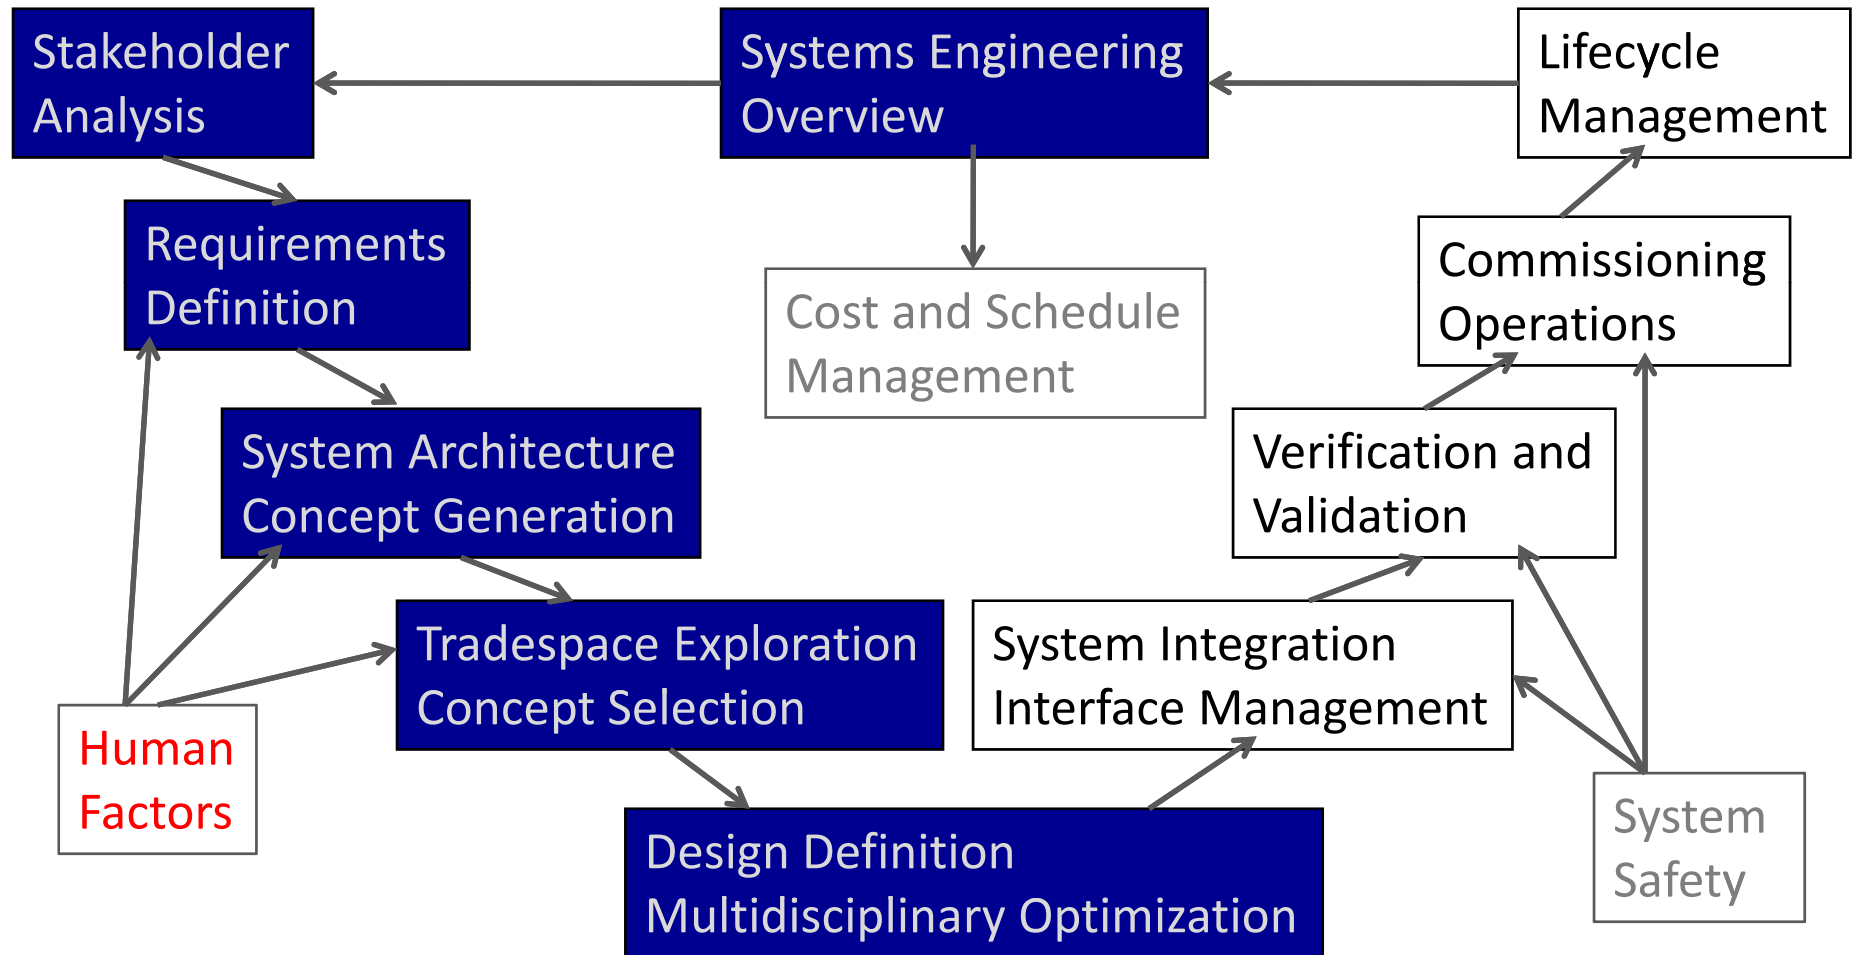 Stakeholder
Analysis
Systems Engineering
Overview
Lifecycle
Management
Requirements
Definition
Cost and Schedule
Management
Commissioning
Operations
System Architecture
Concept Generation
Verification and
Validation
Tradespace Exploration
Concept Selection
System Integration
Interface Management
Human
Factors
Design Definition
Multidisciplinary Optimization
System
Safety